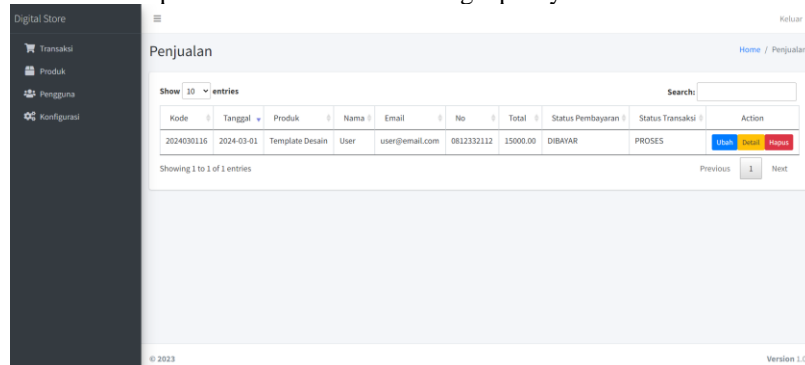 Digital Store
Keluar
Transaksi
Produk
Pengguna
Konfigurasi
Penjualan
Home / Penjualan
Show 10 entries
Search:
Kode Tanggal Produk Nama Email No Total Status Pembayaran Status Transaksi Action
2024030116 2024-03-01 Template Desain User user@email.com 0812332112 15000.00 DIBAYAR PROSES Ubah Detail Hapus
Showing 1 to 1 of 1 entries
Previous 1 Next
© 2023
Version 1.0